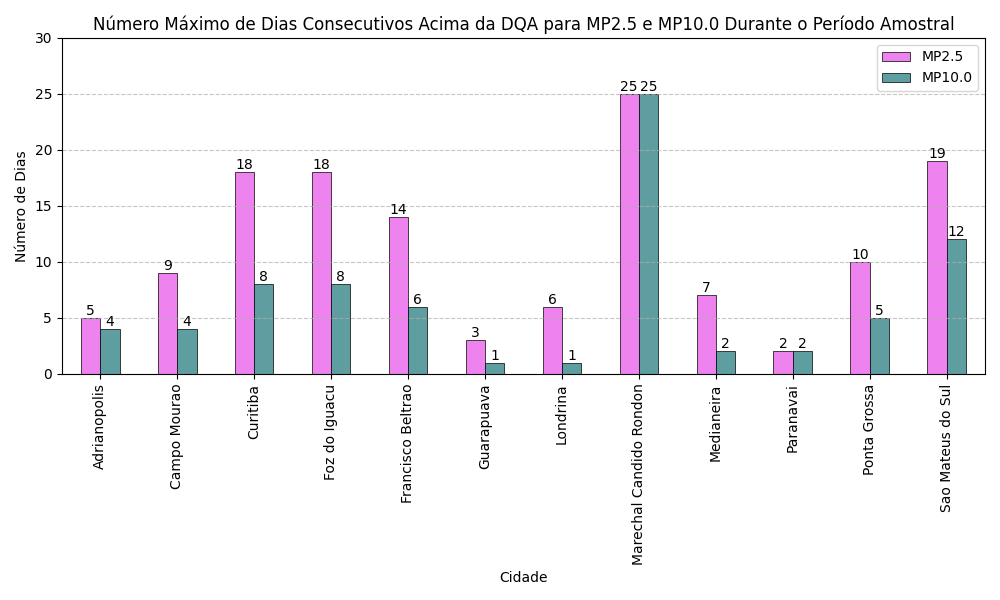 Número Máximo de Dias Consecutivos Acima da DQA para MP2.5 e MP10.0 Durante o Período Amostral
MP2.5
MP10.0
Número de Dias
30
25
20
15
10
5
0
5 4
9 4
18 8
18 8
14 6
3 1
6 1
25 25
7 2
2 2
10 5
19 12
Adrianopolis
Campo Mourao
Curitiba
Foz do Iguacu
Francisco Beltrao
Guarapuava
Londrina
Marechal Candido Rondon
Medianeira
Paranavai
Ponta Grossa
Sao Mateus do Sul
Cidade